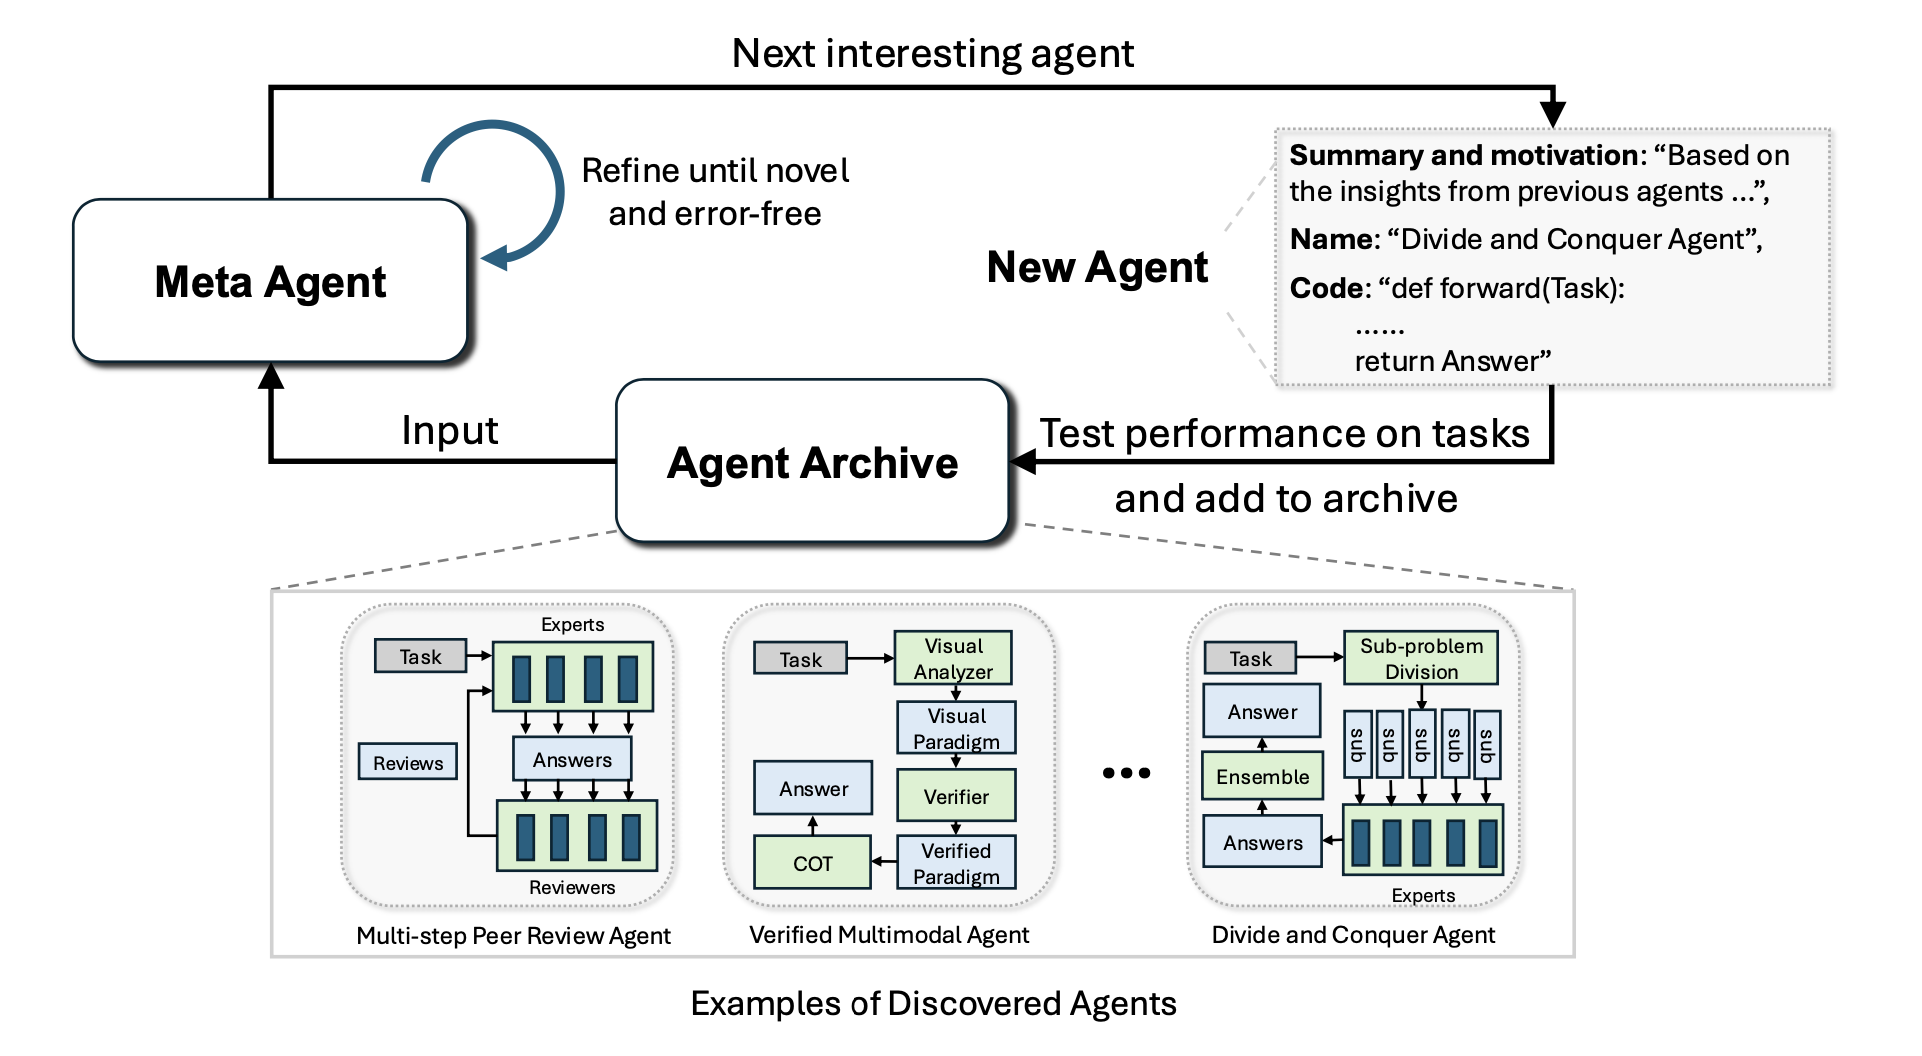 Next interesting agent
Refine until novel
and error-free
Meta Agent
New Agent
Summary and motivation: “Based on
the insights from previous agents ...”,
Name: “Divide and Conquer Agent”,
Code: “def forward(Task):
......
return Answer”
Input
Agent Archive
Test performance on tasks
and add to archive
Experts
Task
Answers
Reviews
Reviewers
Multi-step Peer Review Agent
Task
Visual
Analyzer
Visual
Paradigm
Verifier
Verified
Paradigm
COT
Answer
Verified Multimodal Agent
...
Task
Sub-problem
Division
sub
sub
sub
sub
sub
Experts
Answers
Ensemble
Answer
Divide and Conquer Agent
Examples of Discovered Agents